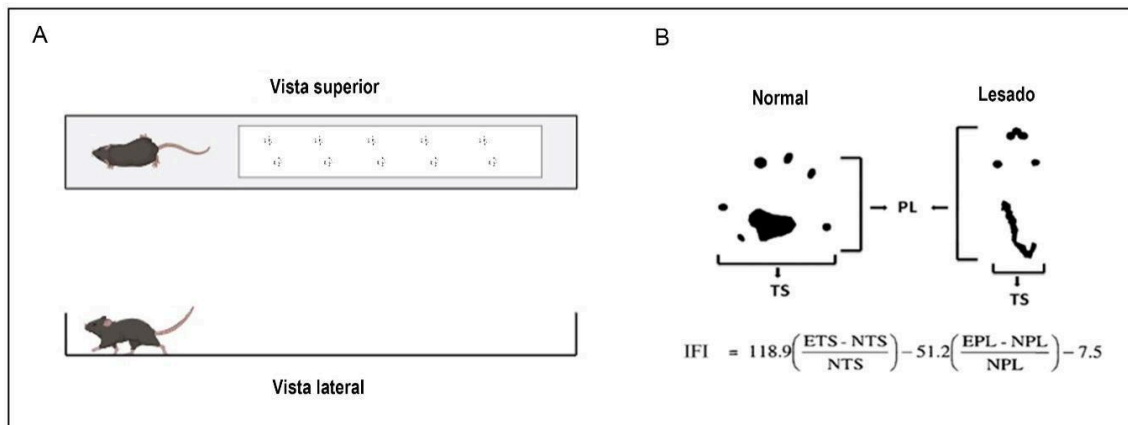 A
Vista superior
Vista lateral
B
Normal
Lesado
PL
TS
TS
IFI = 118.9(ETS - NTS / NTS) - 51.2(EPL - NPL / NPL) - 7.5